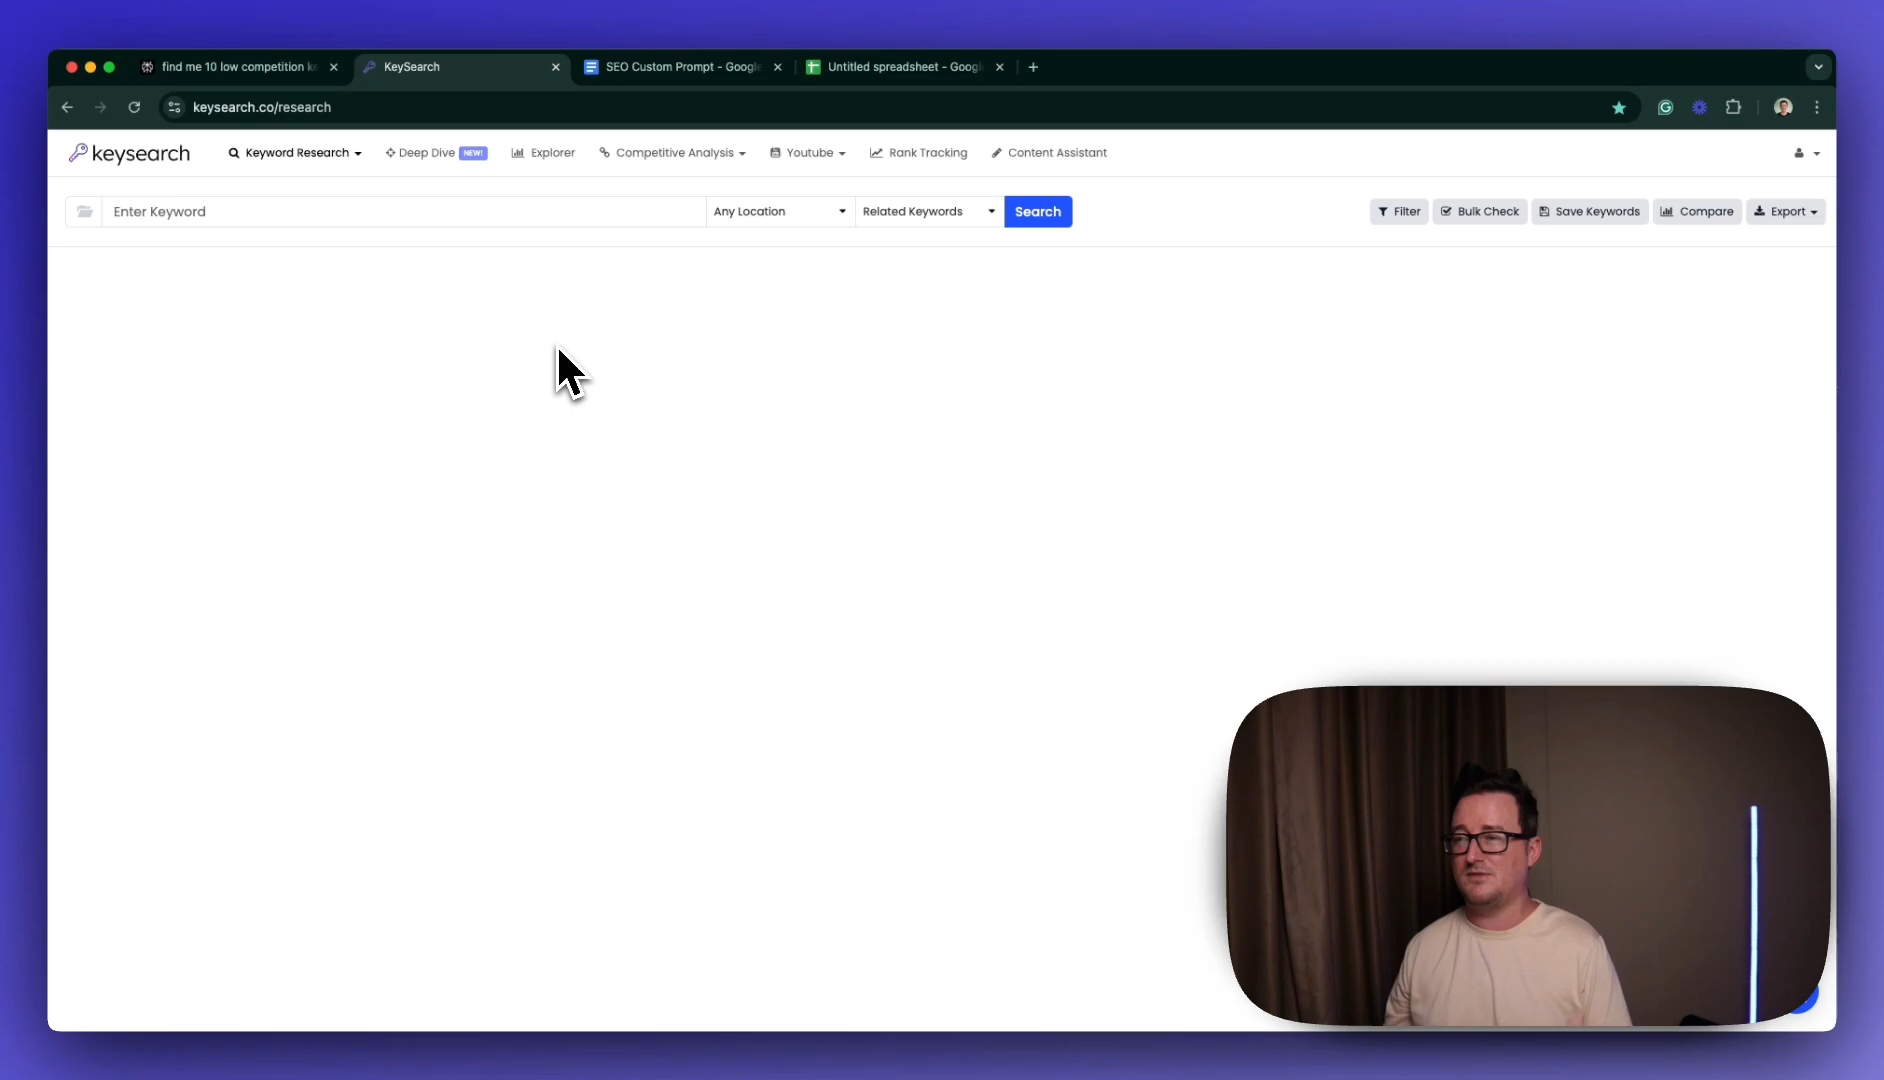 find me 10 low competition ke
KeySearch
SEO Custom Prompt - Google
Untitled spreadsheet - Googl
keysearch.co/research
keysearch
Keyword Research
Deep Dive NEW!
Explorer
Competitive Analysis
Youtube
Rank Tracking
Content Assistant
Enter Keyword
Any Location
Related Keywords
Search
Filter
Bulk Check
Save Keywords
Compare
Export